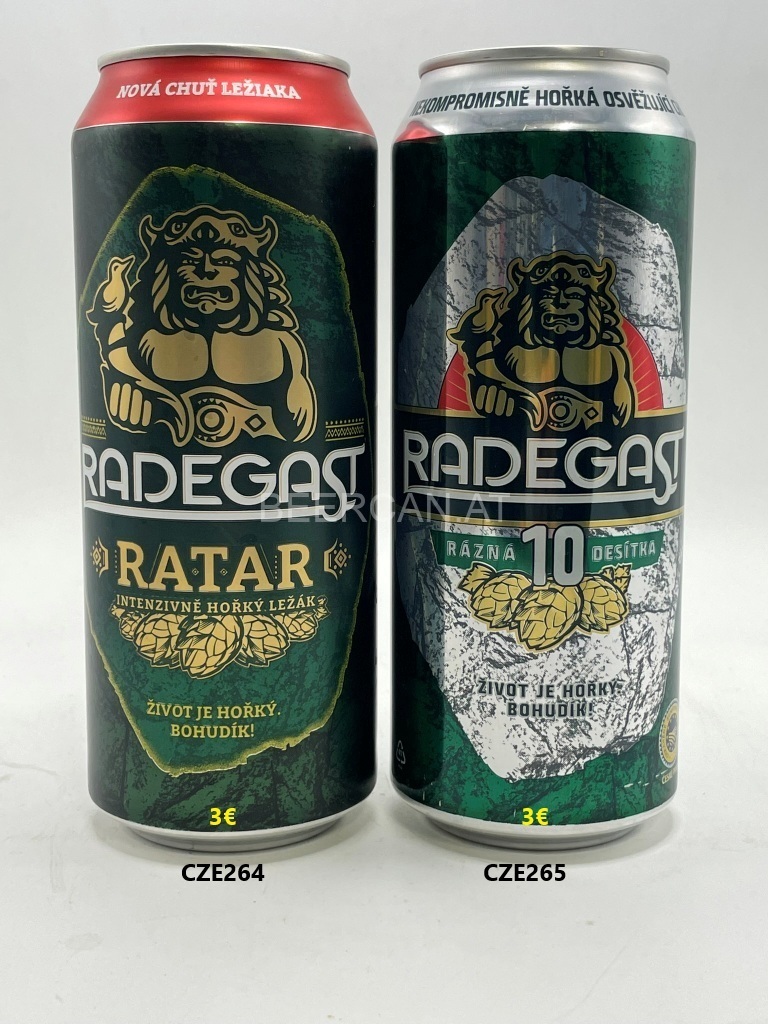 NOVÁ CHUŤ LEŽIAKA
RADEGAST
RATAR
INTENZIVNĚ HOŘKÝ LEŽÁK
ŽIVOT JE HOŘKÝ.
BOHUDÍK!
3€
CZE264
HOŘKÁ OSVĚŽUJÍCÍ
RADEGAST
RÁZNÁ 10 DESÍTKA
ŽIVOT JE HOŘKÝ.
BOHUDÍK!
3€
CZE265
BEERCAN.AT